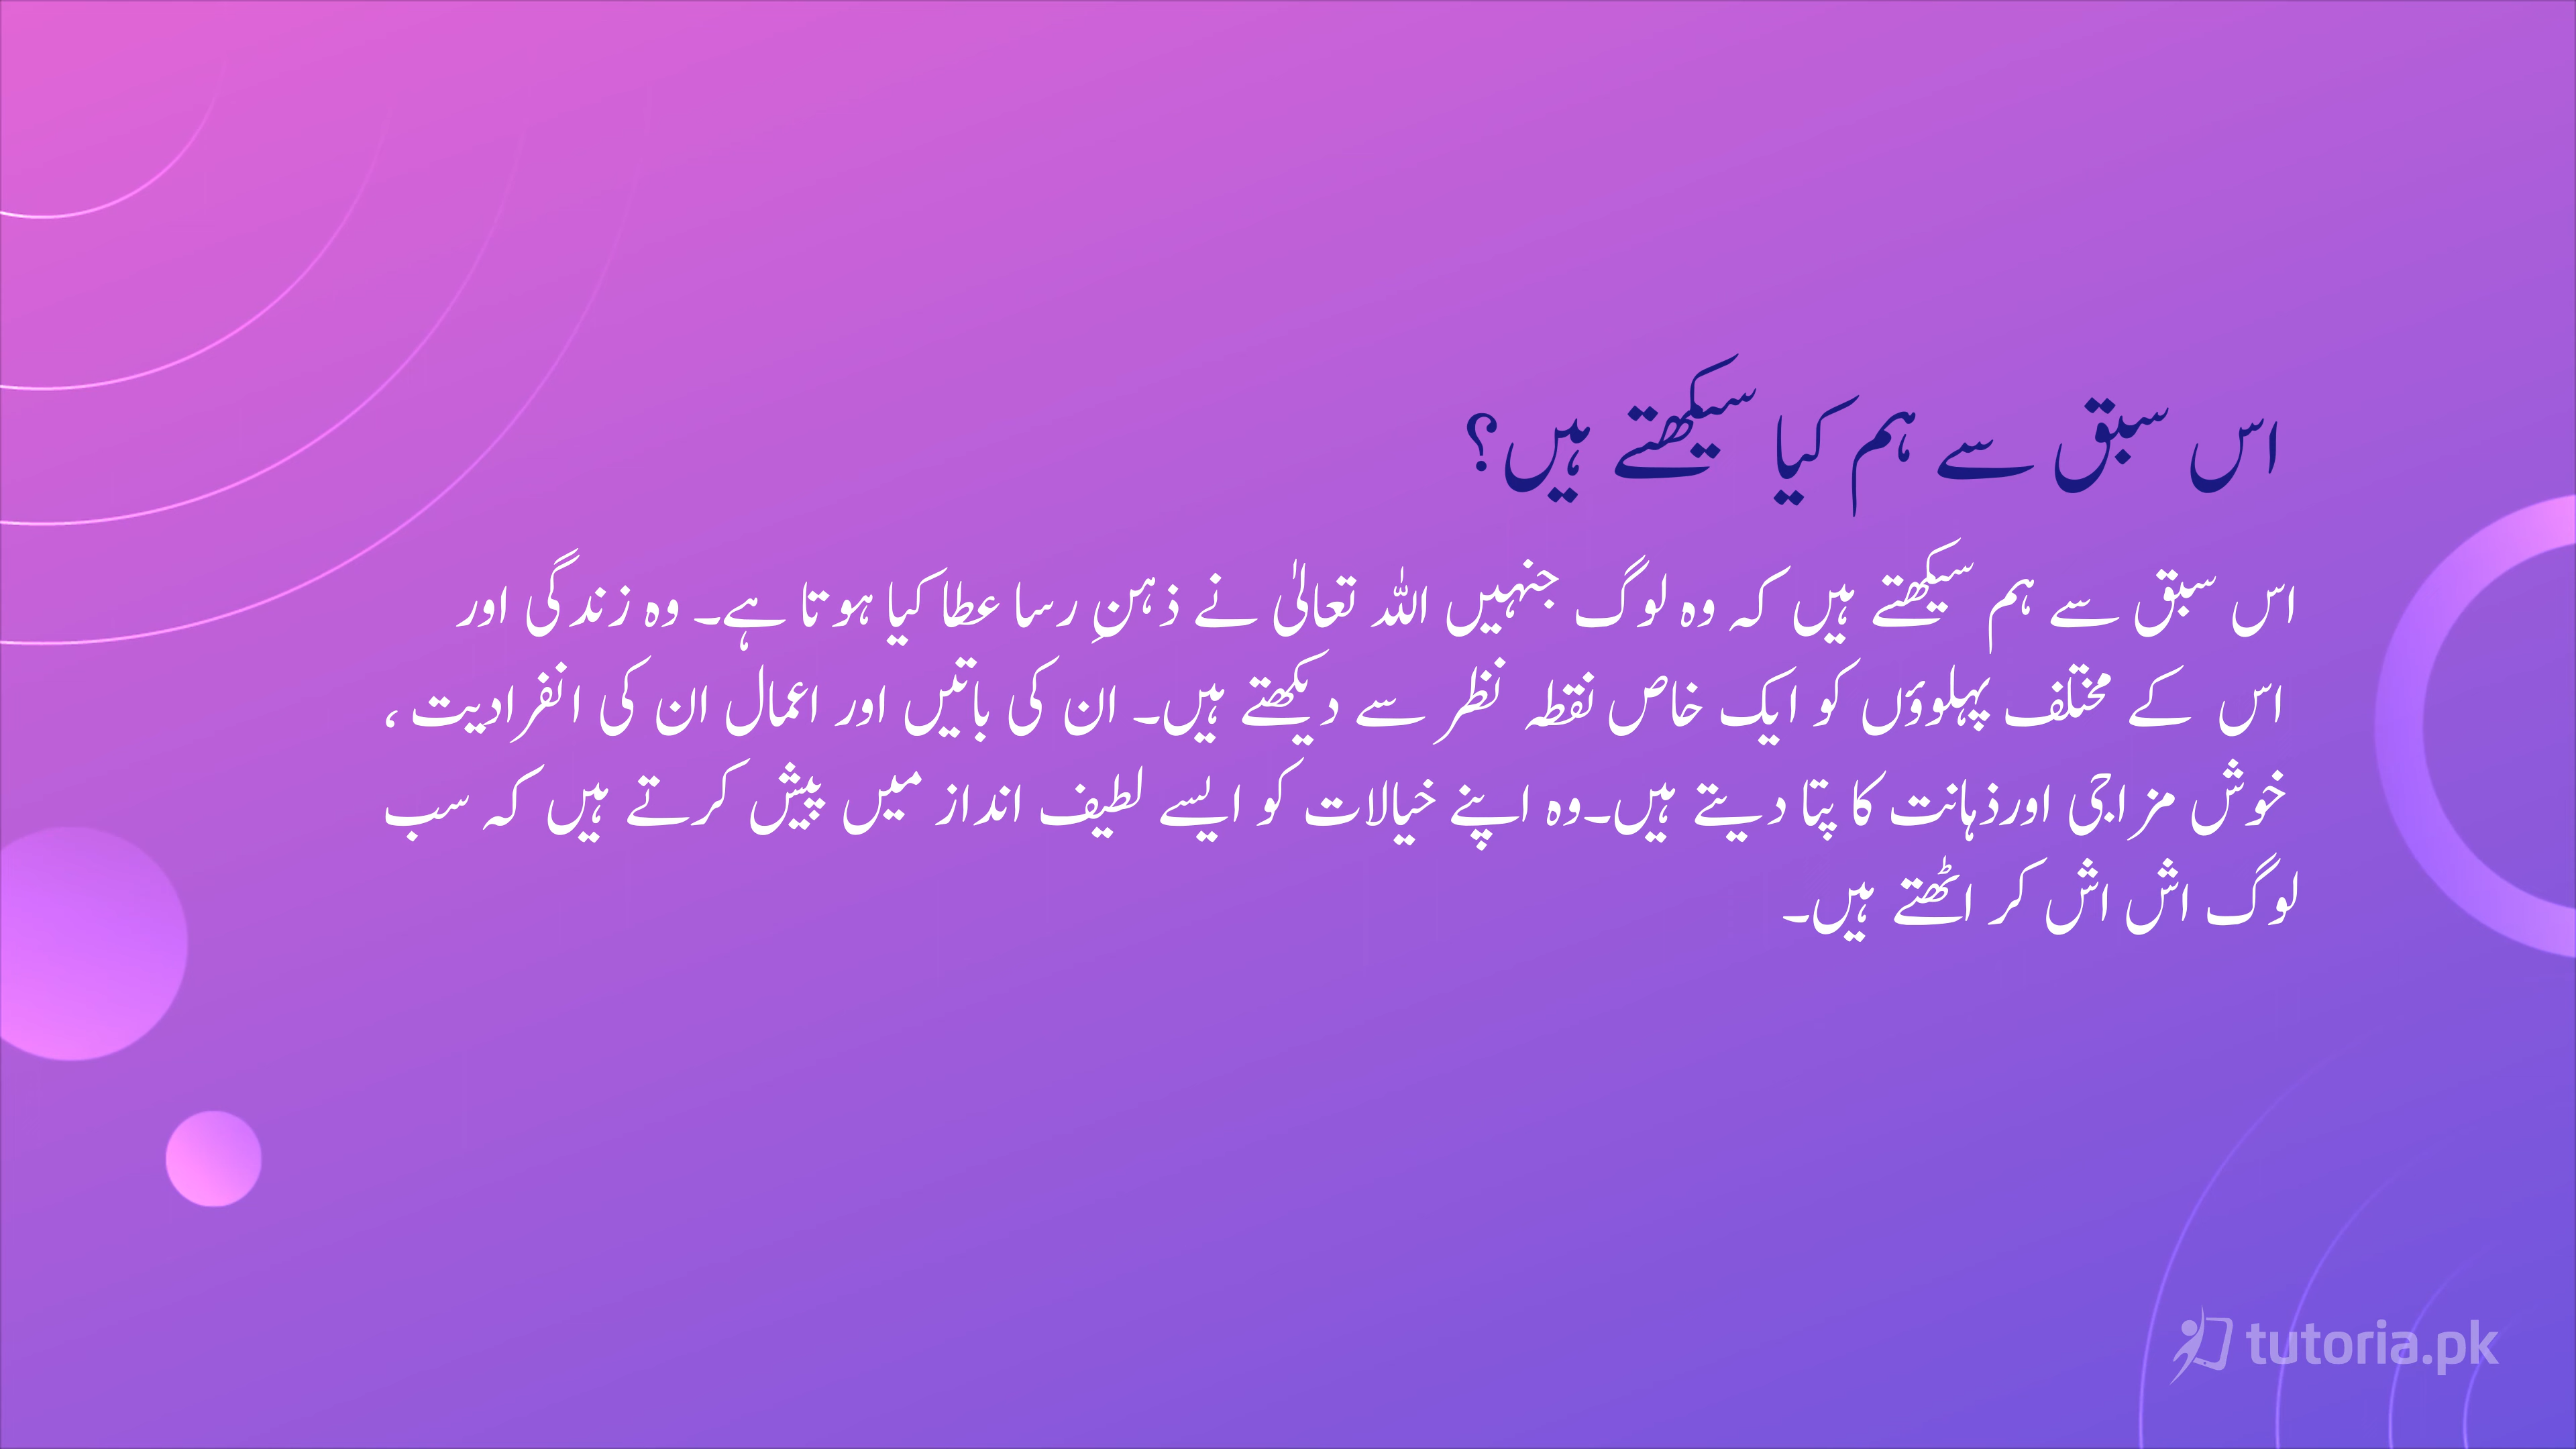 اس سبق سے ہم کیا سیکھتے ہیں؟
اس سبق سے ہم سیکھتے ہیں کہ وہ لوگ جنہیں اللہ تعالیٰ نے ذہنِ رسا عطا کیا ہوتا ہے۔ وہ زندگی اور
اس کے مختلف پہلوؤں کو ایک خاص نقطہ نظر سے دیکھتے ہیں۔ ان کی باتیں اور اعمال ان کی انفرادیت ،
خوش مزاجی اورذہانت کا پتا دیتے ہیں۔وہ اپنے خیالات کو ایسے لطیف انداز میں پیش کرتے ہیں کہ سب
لوگ اش اش کر اٹھتے ہیں۔
tutoria.pk